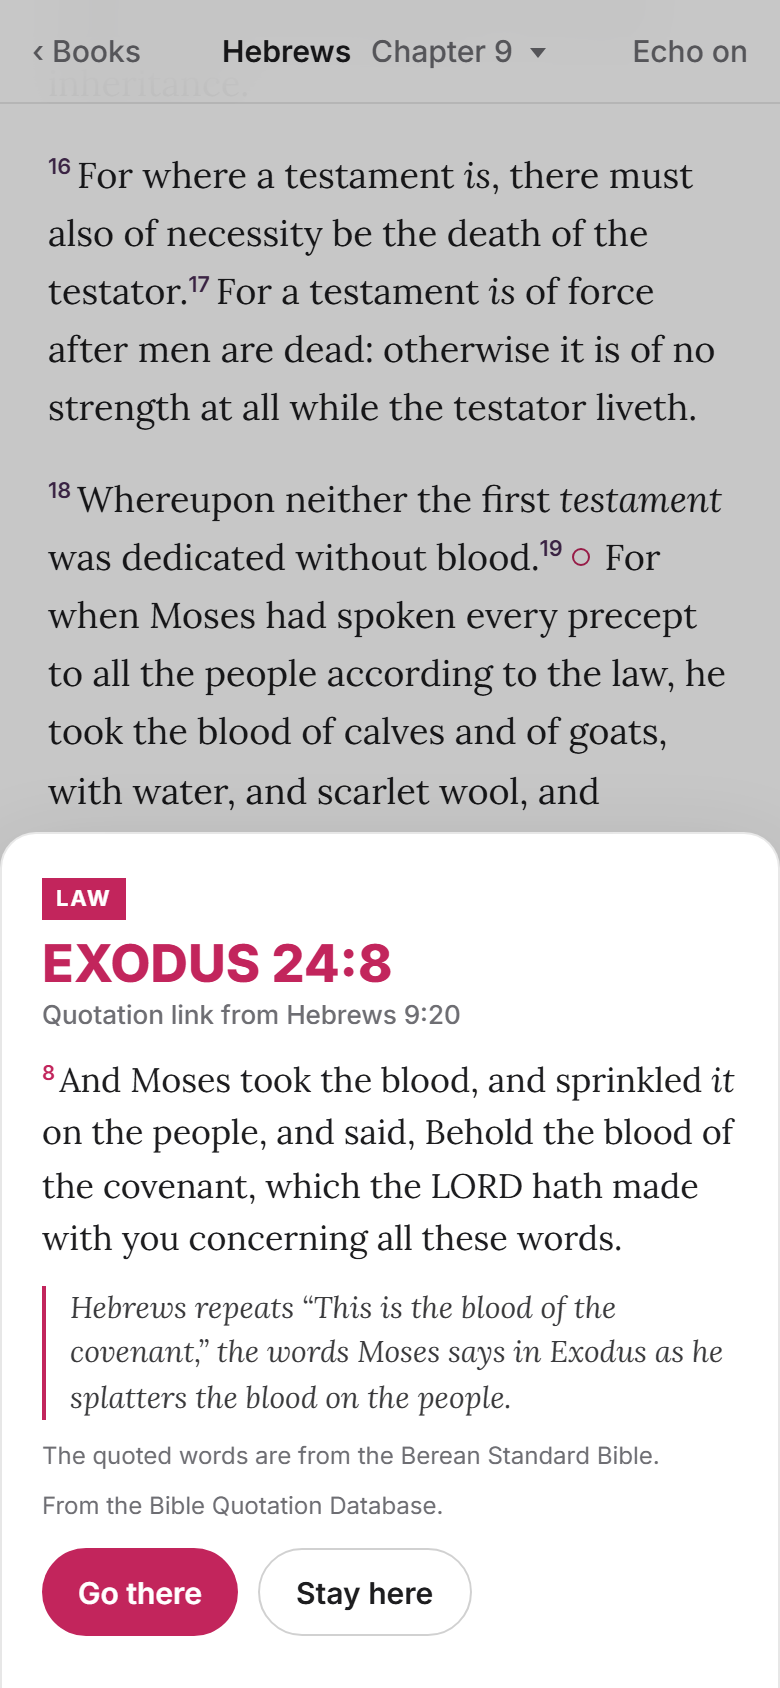 ‹ Books Hebrews Chapter 9 Echo on
inheritance.
16 For where a testament is, there must
also of necessity be the death of the
testator.17 For a testament is of force
after men are dead: otherwise it is of no
strength at all while the testator liveth.
18 Whereupon neither the first testament
was dedicated without blood.19 For
when Moses had spoken every precept
to all the people according to the law, he
took the blood of calves and of goats,
with water, and scarlet wool, and
LAW
EXODUS 24:8
Quotation link from Hebrews 9:20
8 And Moses took the blood, and sprinkled it
on the people, and said, Behold the blood of
the covenant, which the LORD hath made
with you concerning all these words.
Hebrews repeats “This is the blood of the
covenant,” the words Moses says in Exodus as he
splatters the blood on the people.
The quoted words are from the Berean Standard Bible.
From the Bible Quotation Database.
Go there Stay here